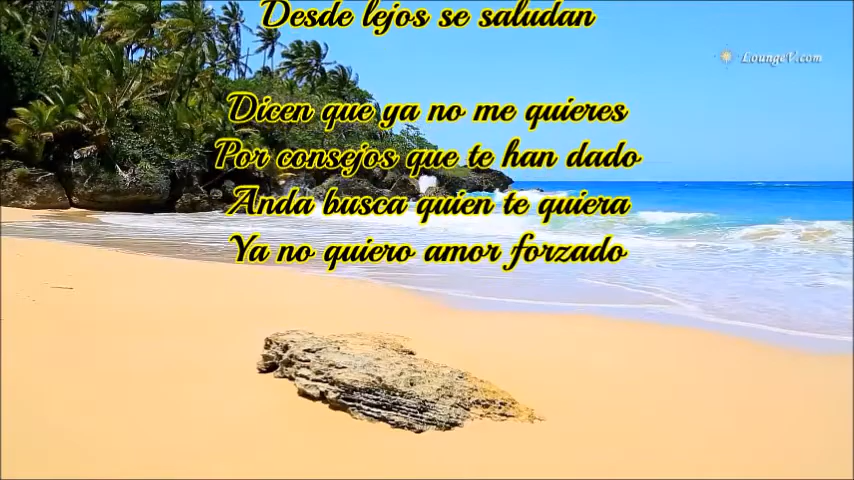 Desde lejos se saludan
LoungeV.com
Dicen que ya no me quieres
Por consejos que te han dado
Anda busca quien te quiera
Ya no quiero amor forzado